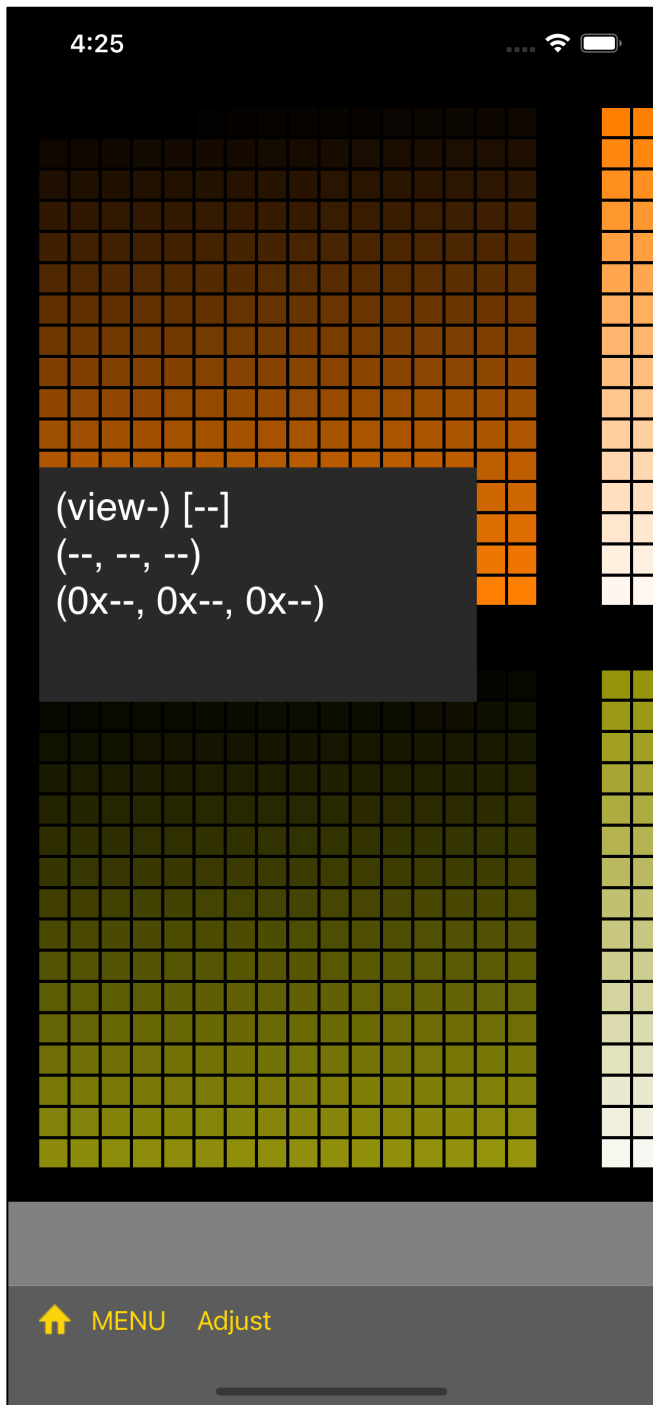 4:25
(view-) [--]
(--, --, --)
(0x--, 0x--, 0x--)
MENU Adjust